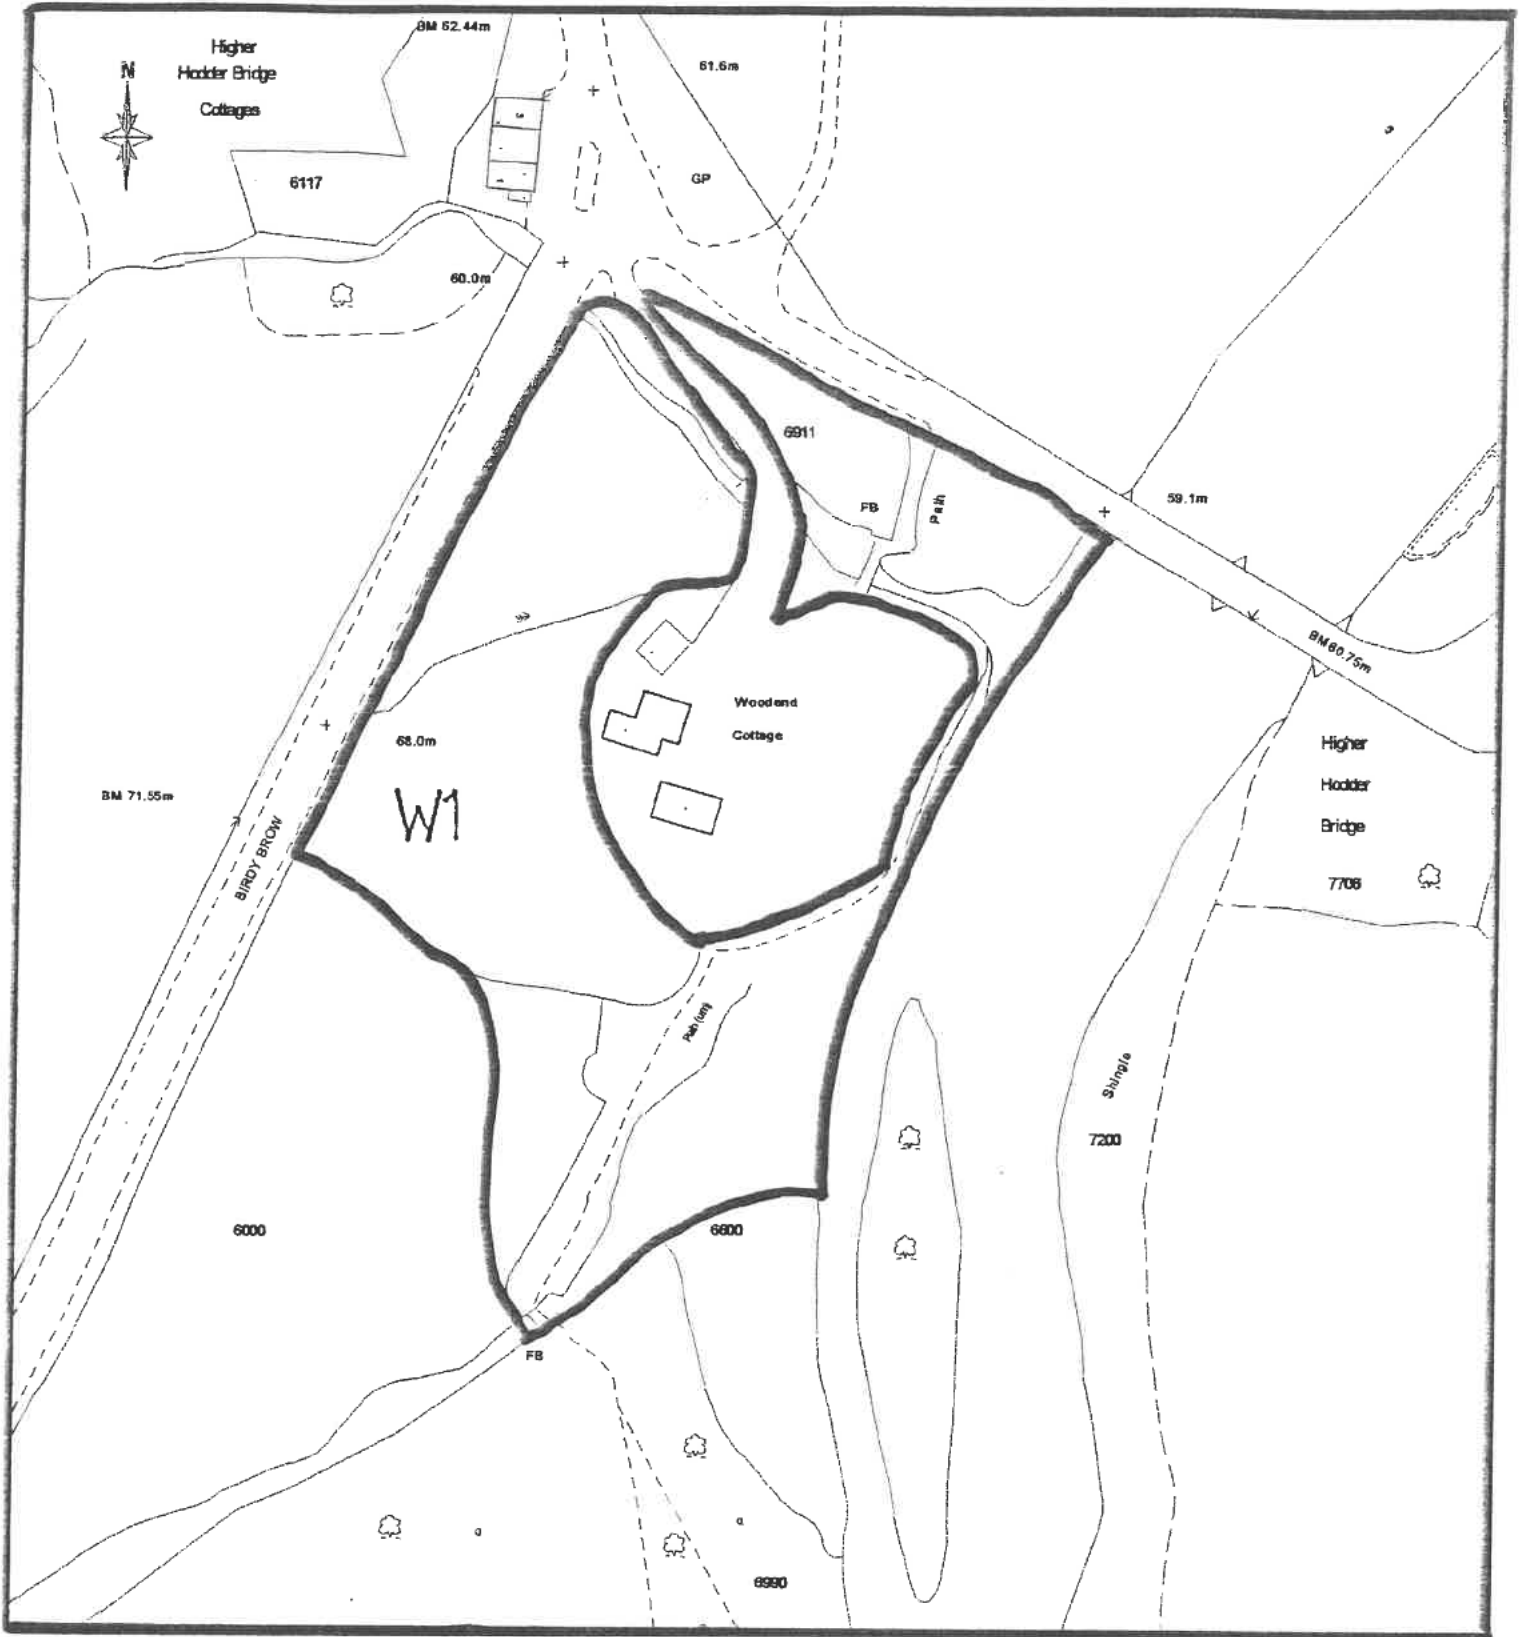 BM 62.44m
Higher
Hodder Bridge
Cottages
N
61.6m
6117
GP
60.0m
6911
FB
Path
59.1m
BM 60.75m
Woodend
Cottage
68.0m
W1
BM 71.55m
BIRDY BROW
Higher
Hodder
Bridge
7706
Path (um)
Shingle
7200
6000
6600
FB
6990